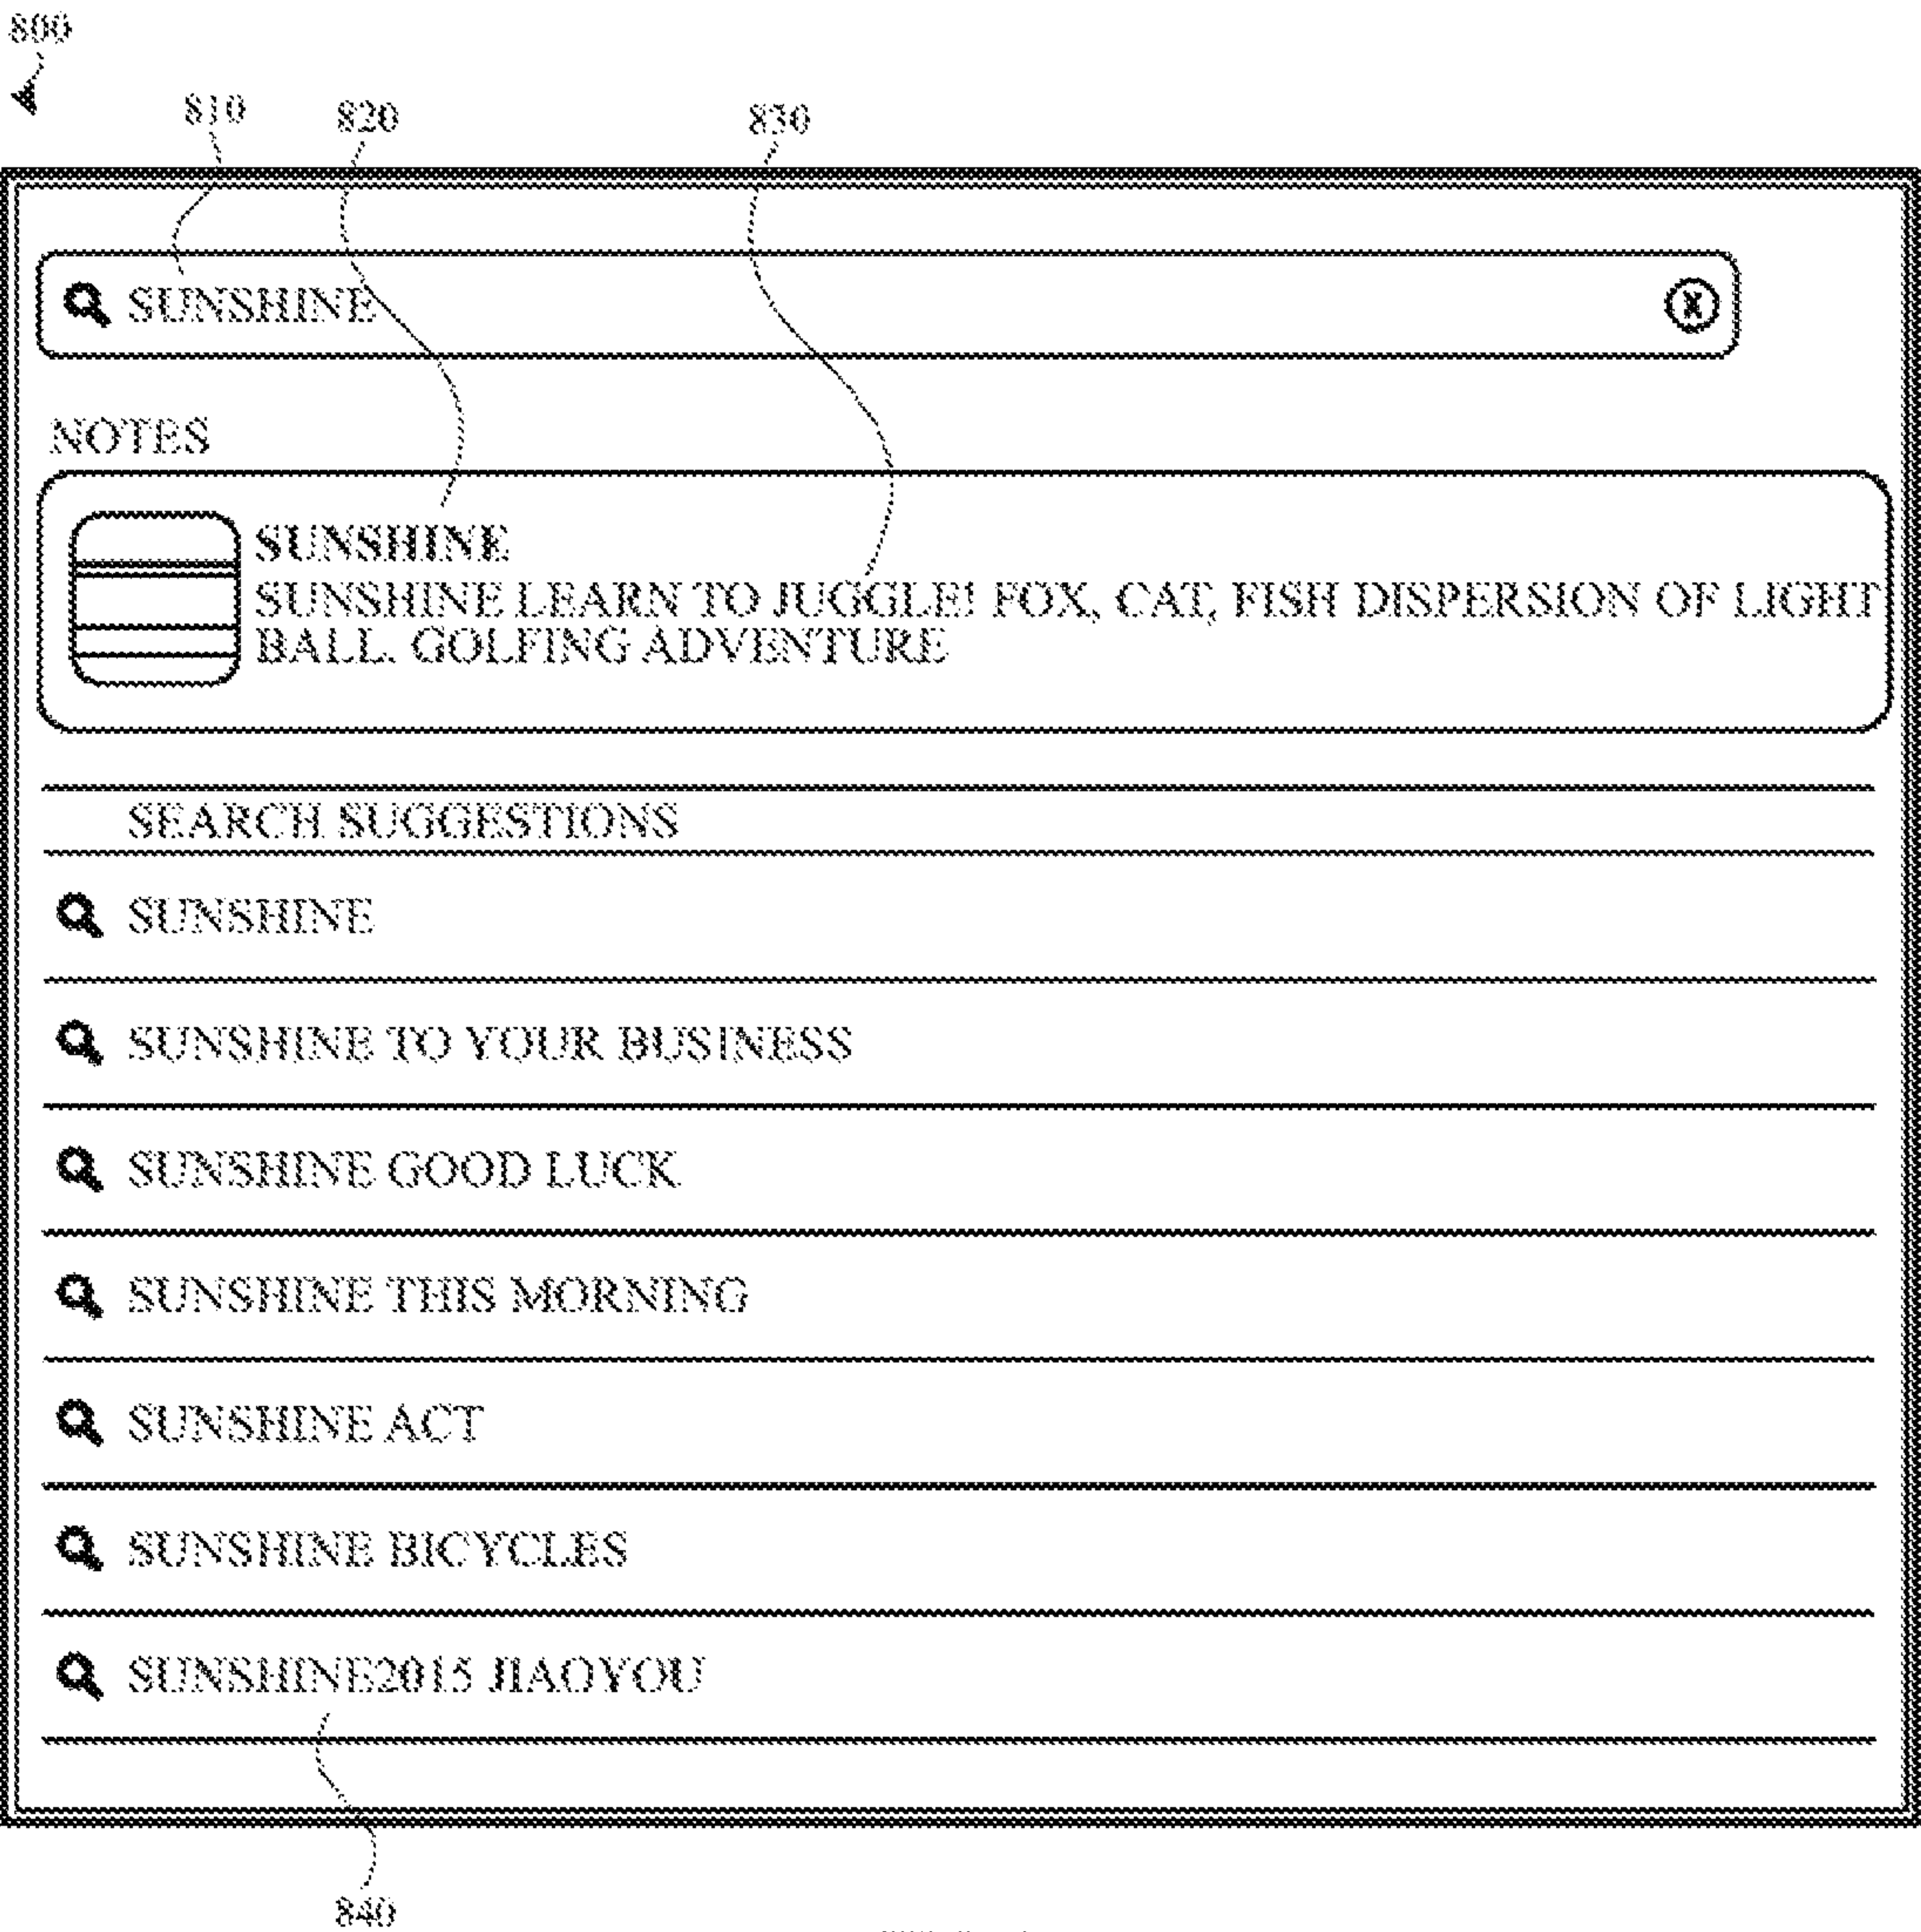 800
810 820 830
SUNSHINE X
NOTES
SUNSHINE
SUNSHINE LEARN TO JUGGLE! FOX, CAT, FISH DISPERSION OF LIGHT
BALL. GOLFING ADVENTURE
SEARCH SUGGESTIONS
SUNSHINE
SUNSHINE TO YOUR BUSINESS
SUNSHINE GOOD LUCK
SUNSHINE THIS MORNING
SUNSHINE ACT
SUNSHINE BICYCLES
SUNSHINE2015 JIAOYOU
840